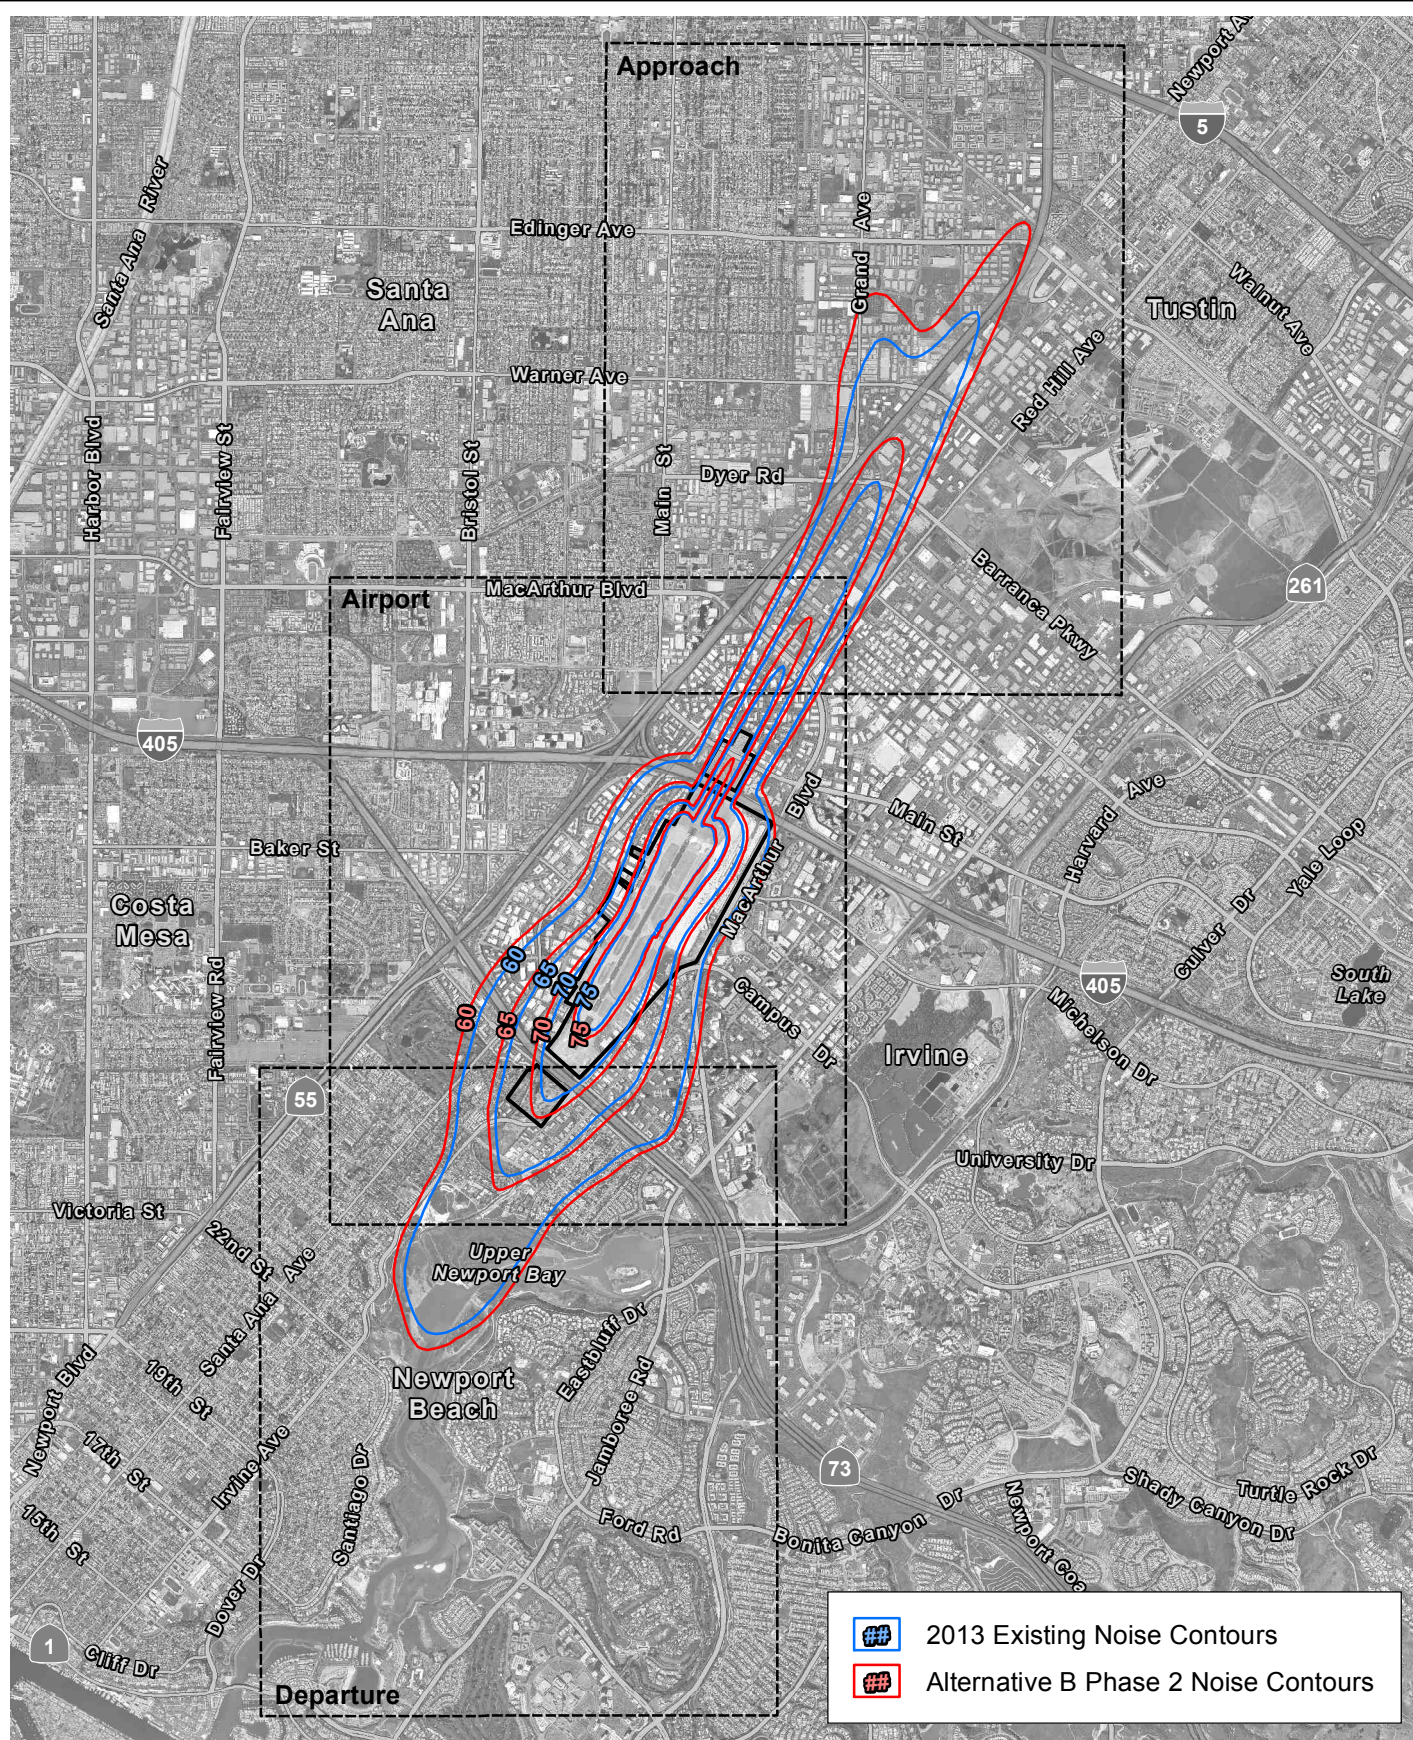 Approach
Newport Av
5
Santa Ana River
Edinger Ave
Grand Ave
Santa
Ana
Tustin
Walnut Ave
Warner Ave
Red Hill Ave
Harbor Blvd
Fairview St
Bristol St
Main St
Dyer Rd
Airport
MacArthur Blvd
Barranca Pkwy
261
405
MacArthur Blvd
Main St
Harvard Ave
Yale Loop
Baker St
Costa
Mesa
Culver Dr
60
65
70
75
60
65
70
75
Fairview Rd
Campus Dr
405
South
Lake
Irvine
Michelson Dr
55
University Dr
Victoria St
22nd St
Santa Ana Ave
Upper
Newport Bay
Eastbluff Dr
19th St
Newport Blvd
Newport
Beach
Jamboree Rd
17th St
Irvine Ave
Santiago Dr
15th St
73
Ford Rd
Bonita Canyon Dr
Newport Coa
Shady Canyon Dr
Turtle Rock Dr
Dover Dr
1
Cliff Dr
Departure
## 2013 Existing Noise Contours
## Alternative B Phase 2 Noise Contours